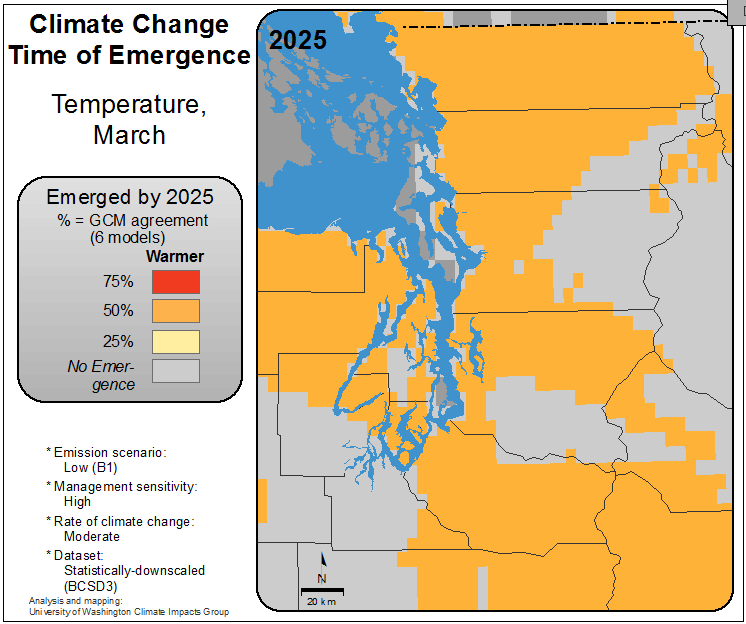 Climate Change
Time of Emergence
Temperature,
March
Emerged by 2025
% = GCM agreement
(6 models)
Warmer
75%
50%
25%
No Emer-
gence
* Emission scenario:
Low (B1)
* Management sensitivity:
High
* Rate of climate change:
Moderate
* Dataset:
Statistically-downscaled
(BCSD3)
Analysis and mapping:
University of Washington Climate Impacts Group
2025
N
20 km